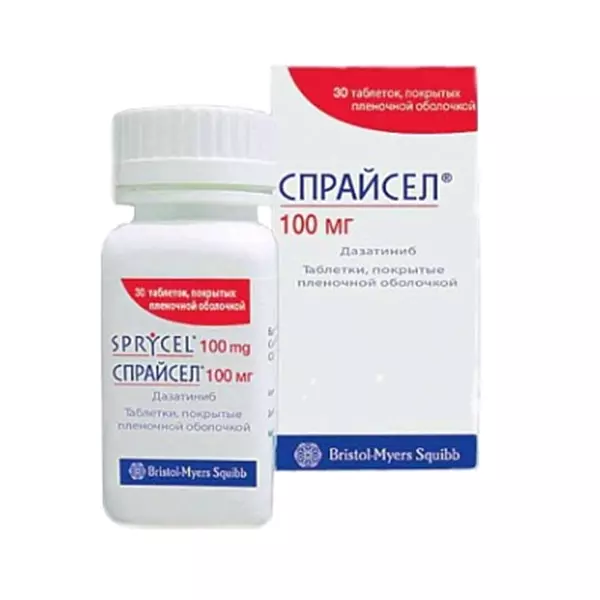 30 таблеток, покрытых
пленочной оболочкой
СПРАЙСЕЛ®
100 мг
Дазатиниб
Таблетки, покрытые
пленочной оболочкой
Bristol-Myers Squibb
30 таблеток, покрытых
пленочной оболочкой
SPRYCEL® 100 mg
СПРАЙСЕЛ® 100 мг
Дазатиниб
Таблетки, покрытые
пленочной оболочкой
Bristol-Myers Squibb